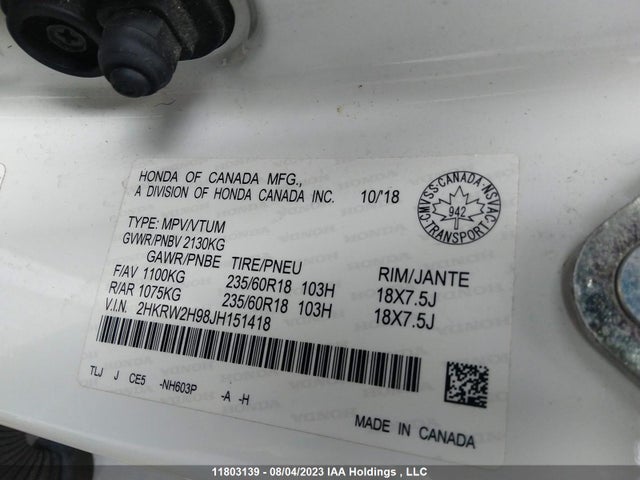 HONDA OF CANADA MFG.,
A DIVISION OF HONDA CANADA INC. 10/'18
CMVSS·CANADA·NSVAC
942
TRANSPORT
TYPE: MPV/VTUM
GVWR/PNBV 2130KG
GAWR/PNBE TIRE/PNEU RIM/JANTE
F/AV 1100KG 235/60R18 103H 18X7.5J
R/AR 1075KG 235/60R18 103H 18X7.5J
V.I.N. 2HKRW2H98JH151418
TLJ J CE5 -NH603P -A -H
MADE IN CANADA
11803139 - 08/04/2023 IAA Holdings , LLC